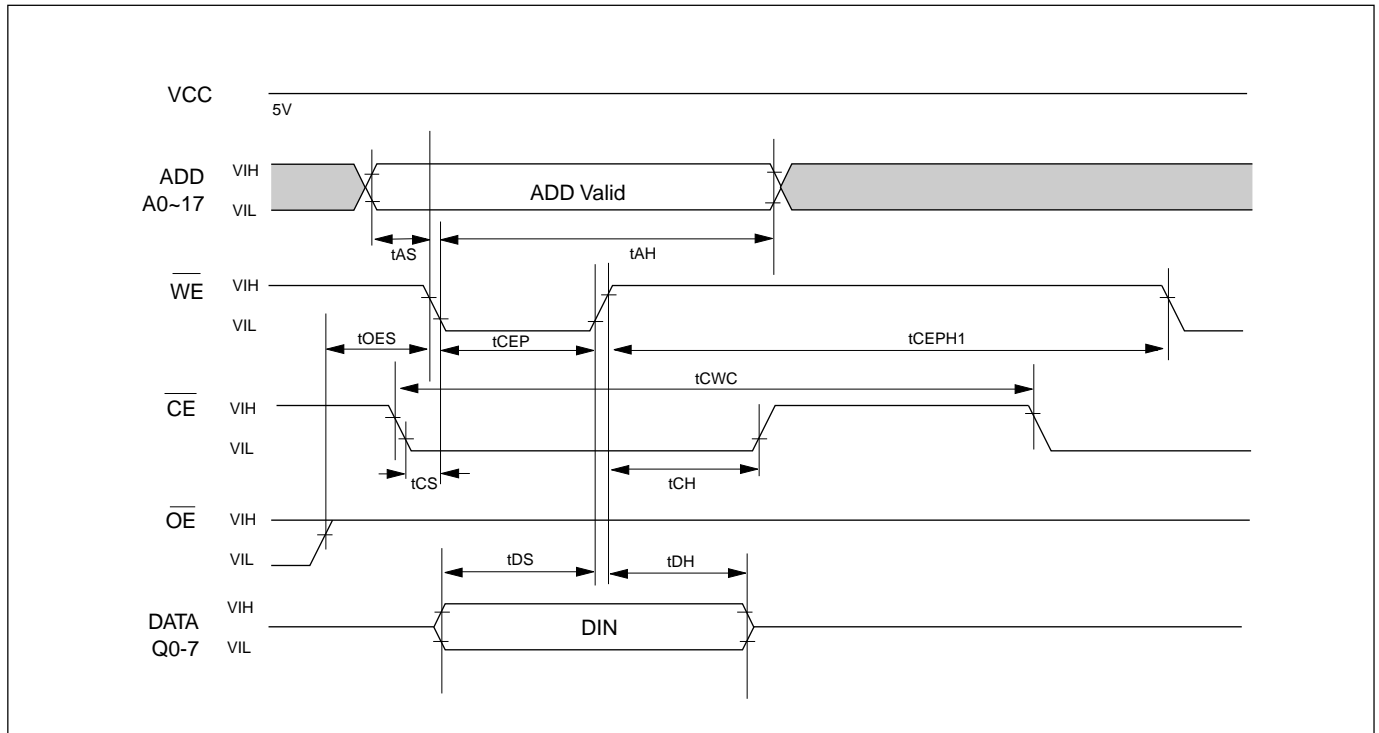 VCC
5V
ADD
A0~17
VIH
VIL
ADD Valid
tAS
tAH
WE
VIH
VIL
tOES
tCEP
tCEPH1
tCWC
CE
VIH
VIL
tCS
tCH
OE
VIH
VIL
tDS
tDH
DATA
Q0-7
VIH
VIL
DIN